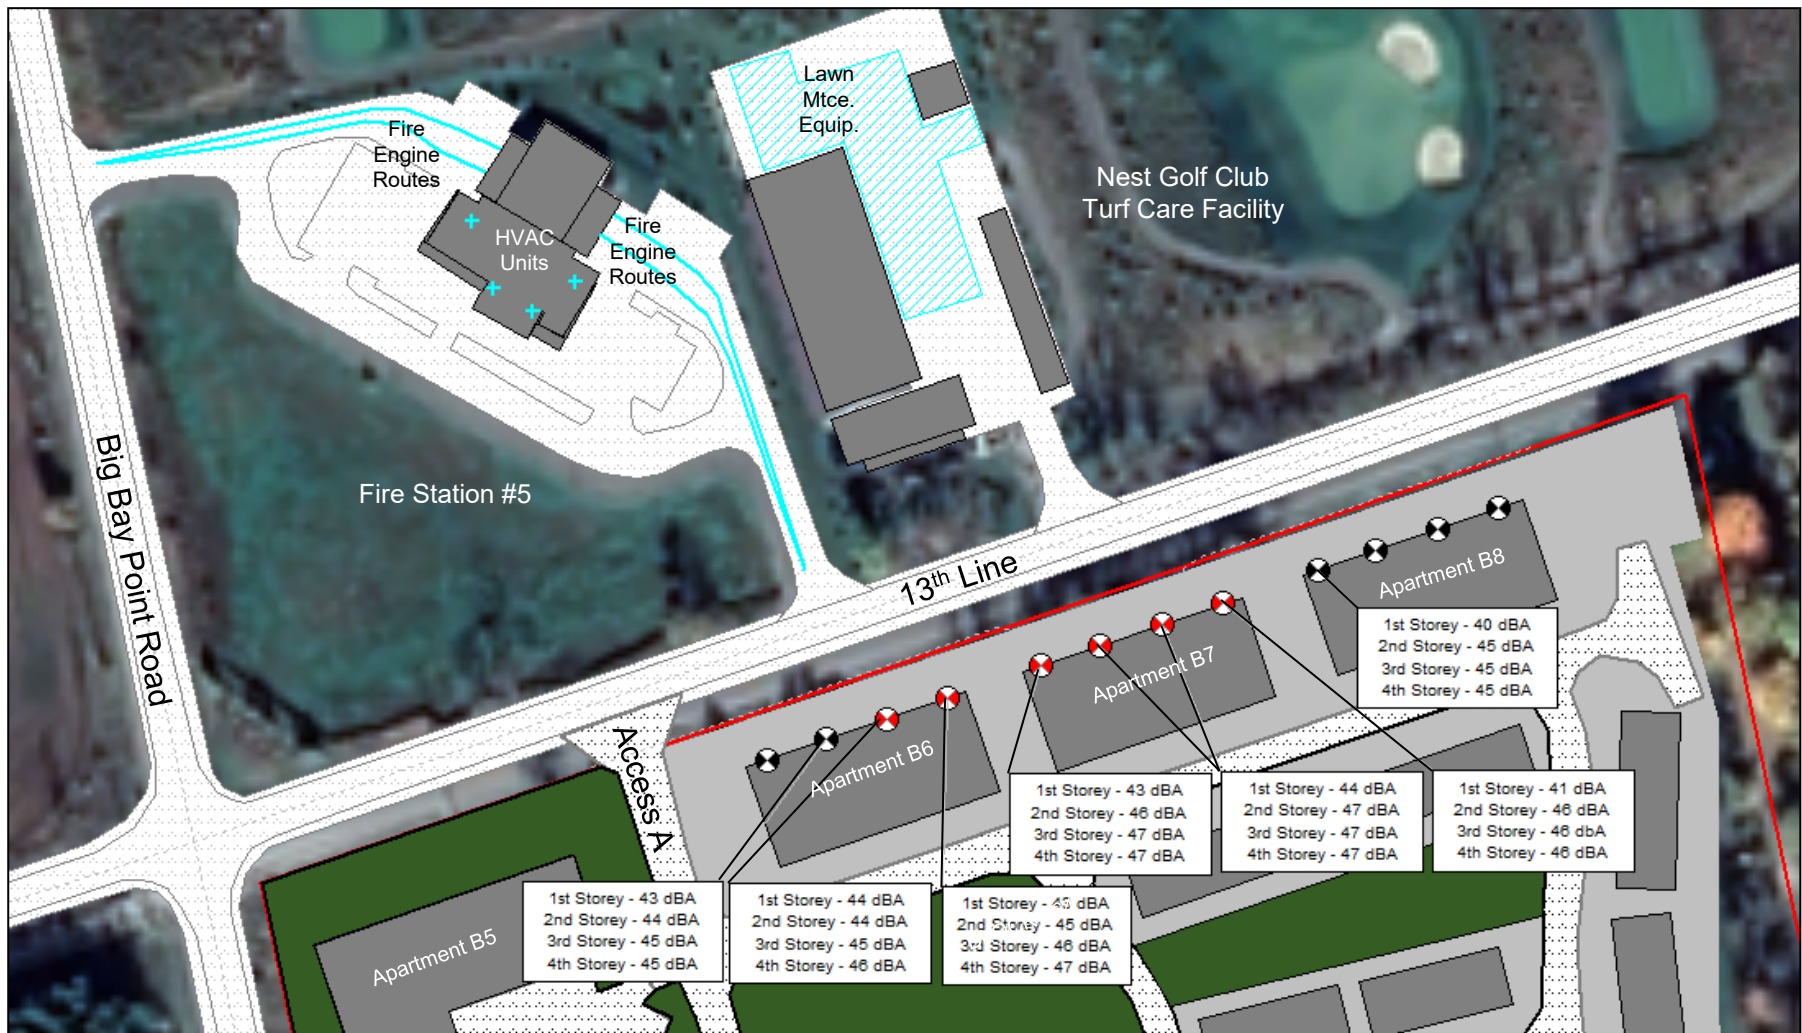 Lawn
Mtce.
Equip.
Fire
Engine
Routes
Nest Golf Club
Turf Care Facility
HVAC
Units
Fire
Engine
Routes
Big Bay Point Road
Fire Station #5
13th Line
Apartment B8
1st Storey - 40 dBA
2nd Storey - 45 dBA
3rd Storey - 45 dBA
4th Storey - 45 dBA
Apartment B7
Apartment B6
Access A
1st Storey - 43 dBA
2nd Storey - 46 dBA
3rd Storey - 47 dBA
4th Storey - 47 dBA
1st Storey - 44 dBA
2nd Storey - 47 dBA
3rd Storey - 47 dBA
4th Storey - 47 dBA
1st Storey - 41 dBA
2nd Storey - 46 dBA
3rd Storey - 46 dbA
4th Storey - 46 dBA
Apartment B5
1st Storey - 43 dBA
2nd Storey - 44 dBA
3rd Storey - 45 dBA
4th Storey - 45 dBA
1st Storey - 44 dBA
2nd Storey - 44 dBA
3rd Storey - 45 dBA
4th Storey - 46 dBA
1st Storey - dBA
2nd Storey - 45 dBA
3rd Storey - 46 dBA
4th Storey - 47 dBA